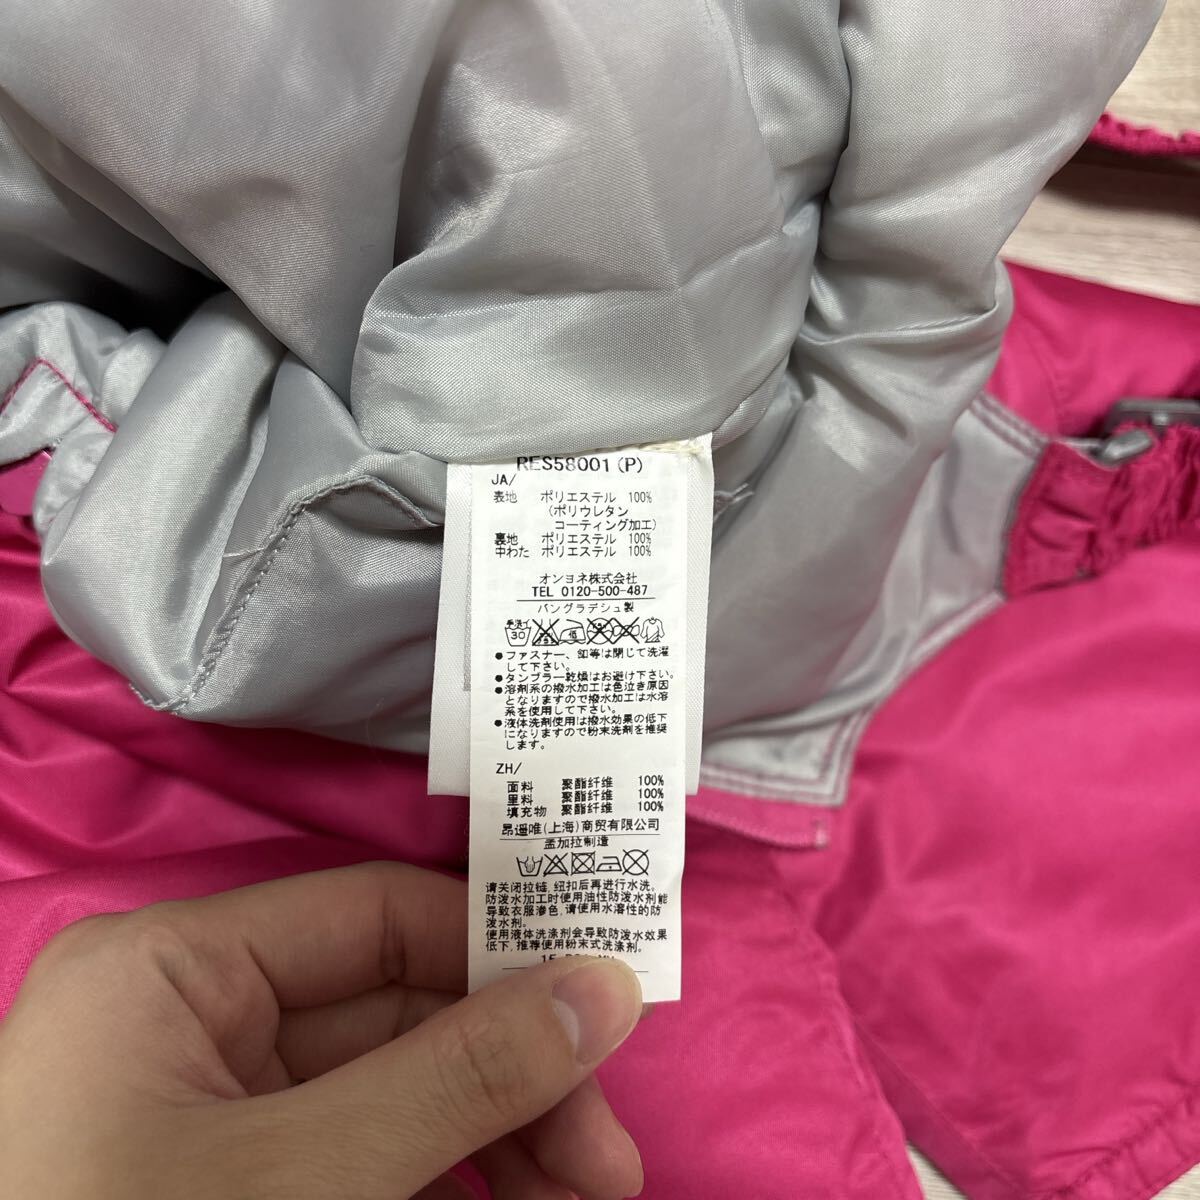 RES58001 (P)
JA/
表地 ポリエステル 100%
(ポリウレタン
コーティング加工)
裏地 ポリエステル 100%
中わた ポリエステル 100%
オンヨネ株式会社
TEL 0120-500-487
バングラデシュ製
手洗イ
30
●ファスナー、釦等は閉じて洗濯
して下さい。
●タンブラー乾燥はお避け下さい。
●溶剤系の撥水加工は色泣き原因
となりますので撥水加工は水溶
系を使用して下さい。
●液体洗剤使用は撥水効果の低下
になりますので粉末洗剤を推奨
します。
ZH/
面料 聚酯纤维 100%
里料 聚酯纤维 100%
填充物 聚酯纤维 100%
昂遥唯(上海)商贸有限公司
孟加拉制造
请关闭拉链,纽扣后再进行水洗。
防泼水加工时使用油性防泼水剂能
导致衣服渗色,请使用水溶性的防
泼水剂。
使用液体洗涤剂会导致防泼水效果
低下,推荐使用粉末式洗涤剂。